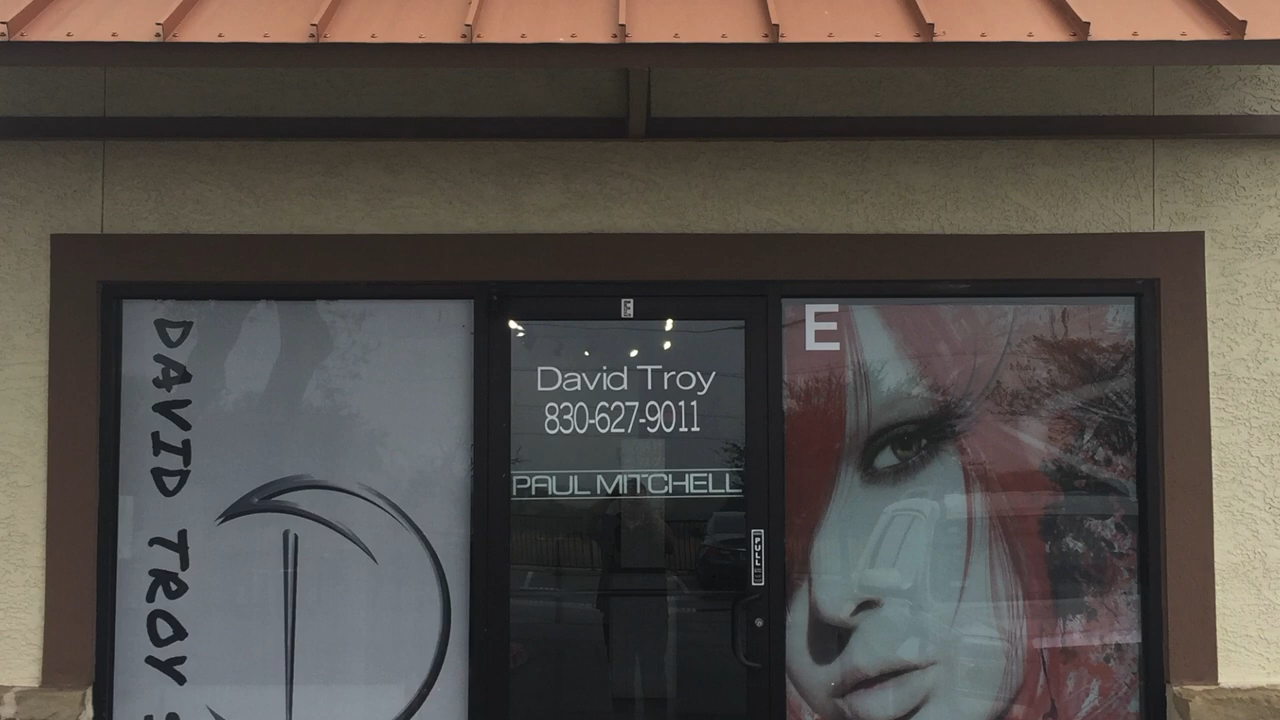 DAVID TROY
E
David Troy
830-627-9011
PAUL MITCHELL
PULL
E